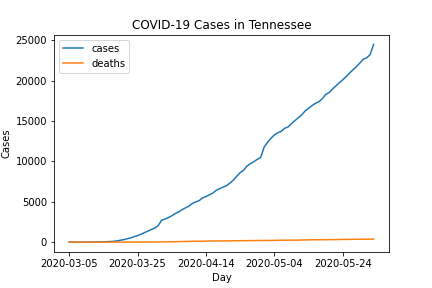 COVID-19 Cases in Tennessee
cases
deaths
25000
20000
15000
10000
5000
0
Cases
2020-03-05 2020-03-25 2020-04-14 2020-05-04 2020-05-24
Day